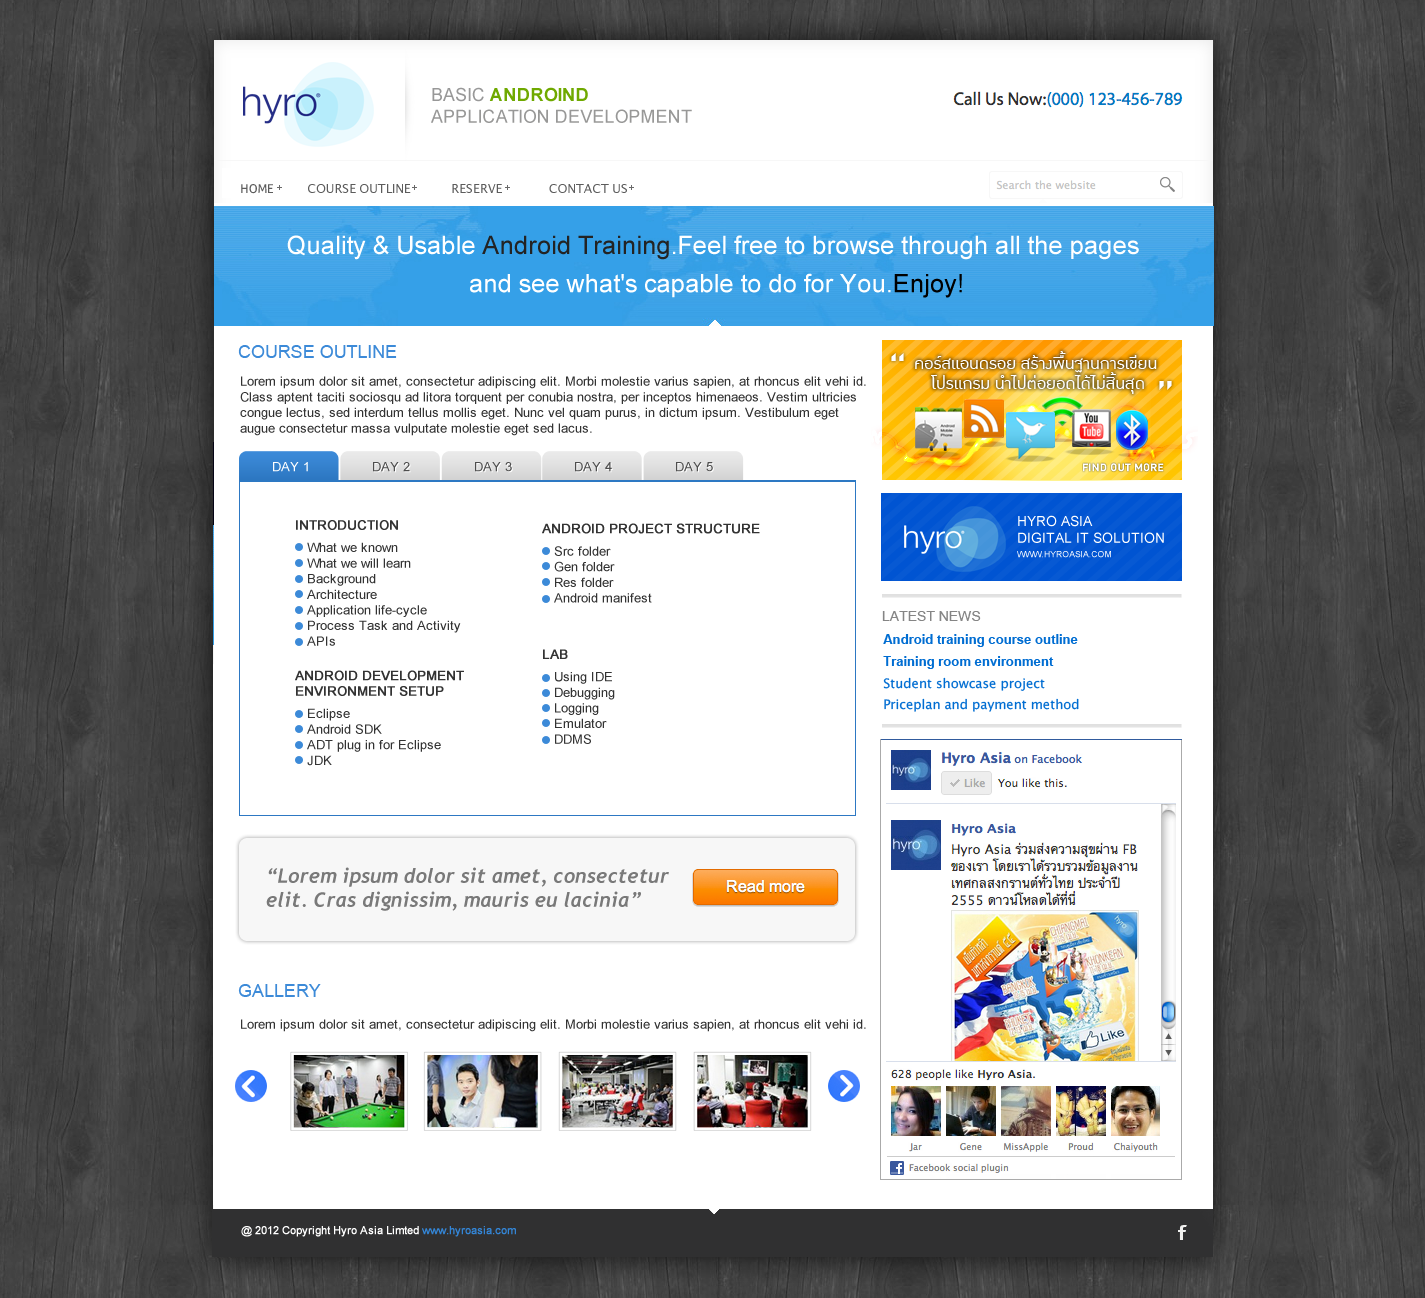 hyro®
BASIC ANDROIND
APPLICATION DEVELOPMENT
Call Us Now:(000) 123-456-789
HOME +
COURSE OUTLINE+
RESERVE +
CONTACT US+
Search the website
Quality & Usable Android Training.Feel free to browse through all the pages
and see what's capable to do for You.Enjoy!
COURSE OUTLINE
Lorem ipsum dolor sit amet, consectetur adipiscing elit. Morbi molestie varius sapien, at rhoncus elit vehi id.
Class aptent taciti sociosqu ad litora torquent per conubia nostra, per inceptos himenaeos. Vestim ultricies
congue lectus, sed interdum tellus mollis eget. Nunc vel quam purus, in dictum ipsum. Vestibulum eget
augue consectetur massa vulputate molestie eget sed lacus.
DAY 1
DAY 2
DAY 3
DAY 4
DAY 5
INTRODUCTION
What we known
What we will learn
Background
Architecture
Application life-cycle
Process Task and Activity
APIs
ANDROID DEVELOPMENT
ENVIRONMENT SETUP
Eclipse
Android SDK
ADT plug in for Eclipse
JDK
ANDROID PROJECT STRUCTURE
Src folder
Gen folder
Res folder
Android manifest
LAB
Using IDE
Debugging
Logging
Emulator
DDMS
“Lorem ipsum dolor sit amet, consectetur
elit. Cras dignissim, mauris eu lacinia”
Read more
GALLERY
Lorem ipsum dolor sit amet, consectetur adipiscing elit. Morbi molestie varius sapien, at rhoncus elit vehi id.
“ คอร์สแอนดรอย สร้างพื้นฐานการเขียน
โปรแกรม นำไปต่อยอดได้ไม่สิ้นสุด ”
Android
Mobile
Phone
You
Tube
FIND OUT MORE
hyro®
HYRO ASIA
DIGITAL IT SOLUTION
WWW.HYROASIA.COM
LATEST NEWS
Android training course outline
Training room environment
Student showcase project
Priceplan and payment method
hyro
Hyro Asia on Facebook
Like
You like this.
hyro
Hyro Asia
Hyro Asia ร่วมส่งความสุขผ่าน FB
ของเรา โดยเราได้รวบรวมข้อมูลงาน
เทศกลสงกรานต์ทั่วไทย ประจำปี
2555 ดาวน์โหลดได้ที่นี่
hyro
CHIANGMAI
KHONKAEN
BANGKOK
Like
628 people like Hyro Asia.
Jar
Gene
MissApple
Proud
Chaiyouth
Facebook social plugin
@ 2012 Copyright Hyro Asia Limted www.hyroasia.com
f